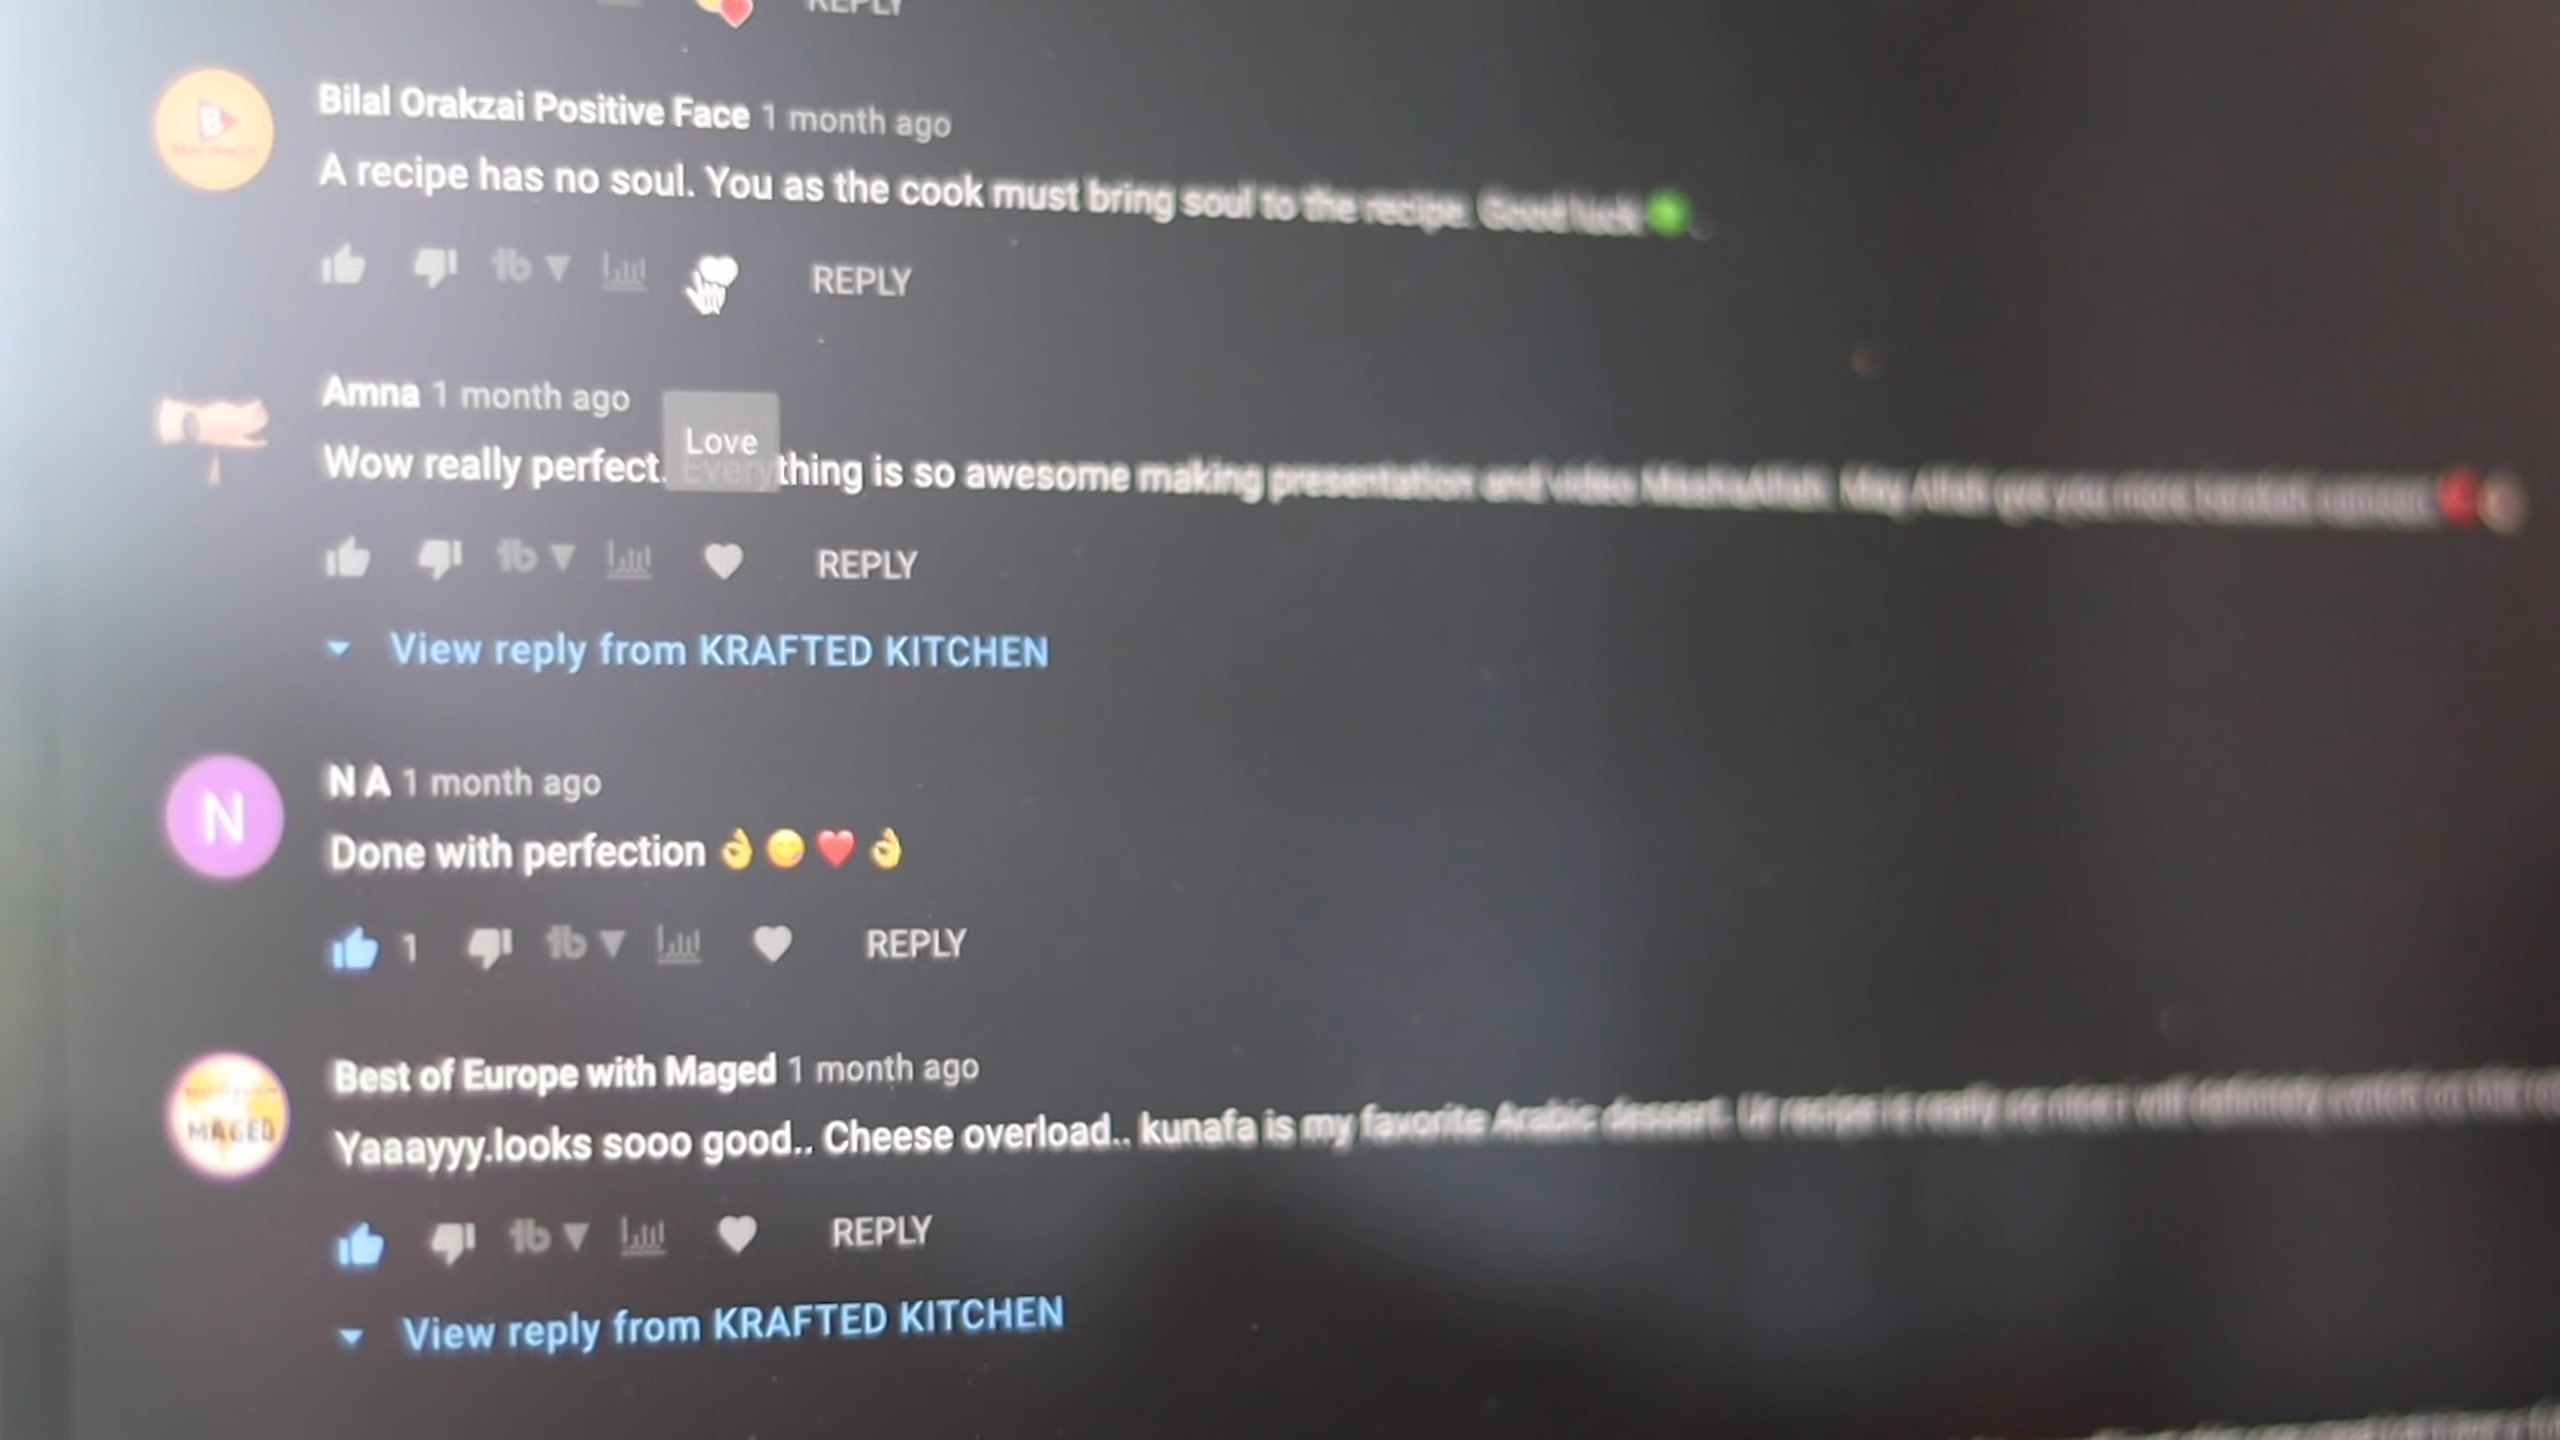 REPLY
B
Bilal Orakzai Positive Face 1 month ago
A recipe has no soul. You as the cook must bring soul to the recipe. Good luck
REPLY
Amna 1 month ago
Love
Wow really perfect. Everything is so awesome making presentation and video MashaAllah. May Allah
REPLY
View reply from KRAFTED KITCHEN
N
N A 1 month ago
Done with perfection 👌😋❤️👌
1
REPLY
MAGED
Best of Europe with Maged 1 month ago
Yaaayyy.looks sooo good.. Cheese overload.. kunafa is my favorite Arabic dessert.
REPLY
View reply from KRAFTED KITCHEN